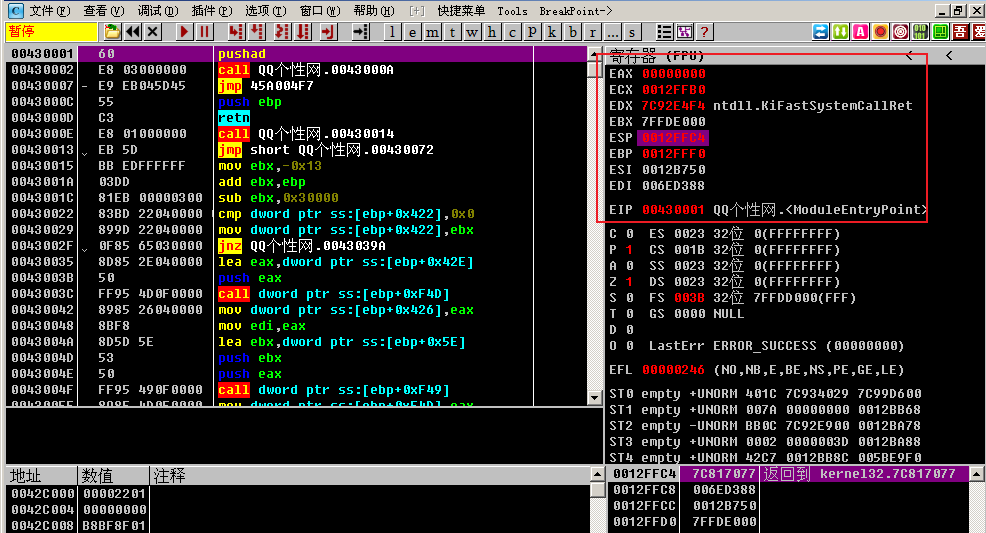 文件(F) 查看(V) 调试(D) 插件(P) 选项(T) 窗口(W) 帮助(H) [+] 快捷菜单 Tools BreakPoint->
暂停 l e m t w h c p k b r ... s ?
00430001 60 pushad
00430002 E8 03000000 call QQ个性网.0043000A
00430007 - E9 EB045D45 jmp 45A004F7
0043000C 55 push ebp
0043000D C3 retn
0043000E E8 01000000 call QQ个性网.00430014
00430013 EB 5D jmp short QQ个性网.00430072
00430015 BB EDFFFFFF mov ebx,-0x13
0043001A 03DD add ebx,ebp
0043001C 81EB 00000300 sub ebx,0x30000
00430022 83BD 22040000 cmp dword ptr ss:[ebp+0x422],0x0
00430029 899D 22040000 mov dword ptr ss:[ebp+0x422],ebx
0043002F 0F85 65030000 jnz QQ个性网.0043039A
00430035 8D85 2E040000 lea eax,dword ptr ss:[ebp+0x42E]
0043003B 50 push eax
0043003C FF95 4D0F0000 call dword ptr ss:[ebp+0xF4D]
00430042 8985 26040000 mov dword ptr ss:[ebp+0x426],eax
00430048 8BF8 mov edi,eax
0043004A 8D5D 5E lea ebx,dword ptr ss:[ebp+0x5E]
0043004D 53 push ebx
0043004E 50 push eax
0043004F FF95 490F0000 call dword ptr ss:[ebp+0xF49]
寄存器 (FPU) < <
EAX 00000000
ECX 0012FFB0
EDX 7C92E4F4 ntdll.KiFastSystemCallRet
EBX 7FFDE000
ESP 0012FFC4
EBP 0012FFF0
ESI 0012B750
EDI 006ED388
EIP 00430001 QQ个性网.<ModuleEntryPoint>
C 0 ES 0023 32位 0(FFFFFFFF)
P 1 CS 001B 32位 0(FFFFFFFF)
A 0 SS 0023 32位 0(FFFFFFFF)
Z 1 DS 0023 32位 0(FFFFFFFF)
S 0 FS 003B 32位 7FFDD000(FFF)
T 0 GS 0000 NULL
D 0
O 0 LastErr ERROR_SUCCESS (00000000)
EFL 00000246 (NO,NB,E,BE,NS,PE,GE,LE)
ST0 empty +UNORM 401C 7C934029 7C99D600
ST1 empty +UNORM 007A 00000000 0012BB68
ST2 empty -UNORM BB0C 7C92E900 0012BA78
ST3 empty +UNORM 0002 0000003D 0012BA88
ST4 empty +UNORM 42C7 0012BB8C 005BE9F0
地址 数值 注释
0042C000 00002201
0042C004 00000000
0042C008 B8BF8F01
0012FFC4 7C817077 返回到 kernel32.7C817077
0012FFC8 006ED388
0012FFCC 0012B750
0012FFD0 7FFDE000